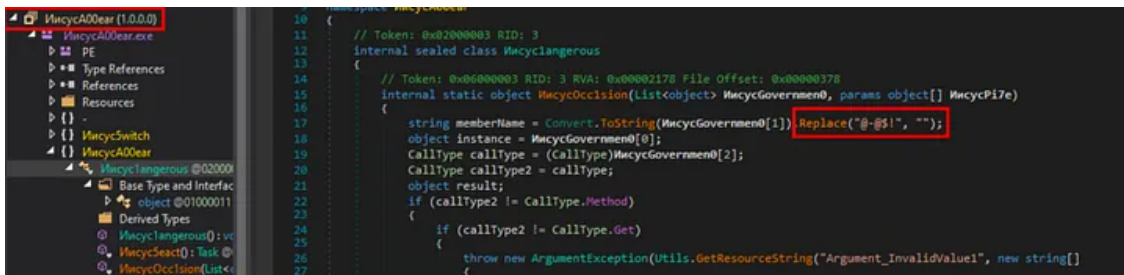 ИисусA00ear (1.0.0.0)
ИисусA00ear.exe
PE
Type References
References
Resources
{} -
{} ИисусSwitch
{} ИисусA00ear
Иисус1angerous @020000
Base Type and Interfac
object @01000011
Derived Types
Иисус1angerous() : vo
ИисусSeact() : Task @
ИисусOcc1sion(List<
10 {
11 // Token: 0x02000003 RID: 3
12 internal sealed class Иисус1angerous
13 {
14 // Token: 0x06000003 RID: 3 RVA: 0x00002178 File Offset: 0x00000378
15 internal static object ИисусOcc1sion(List<object> ИисусGovernmen0, params object[] ИисусPi7e)
16 {
17 string memberName = Convert.ToString(ИисусGovernmen0[1]).Replace("@-@$!", "");
18 object instance = ИисусGovernmen0[0];
19 CallType callType = (CallType)ИисусGovernmen0[2];
20 CallType callType2 = callType;
21 object result;
22 if (callType2 != CallType.Method)
23 {
24 if (callType2 != CallType.Get)
25 {
26 throw new ArgumentException(Utils.GetResourceString("Argument_InvalidValue1", new string[]
27 {